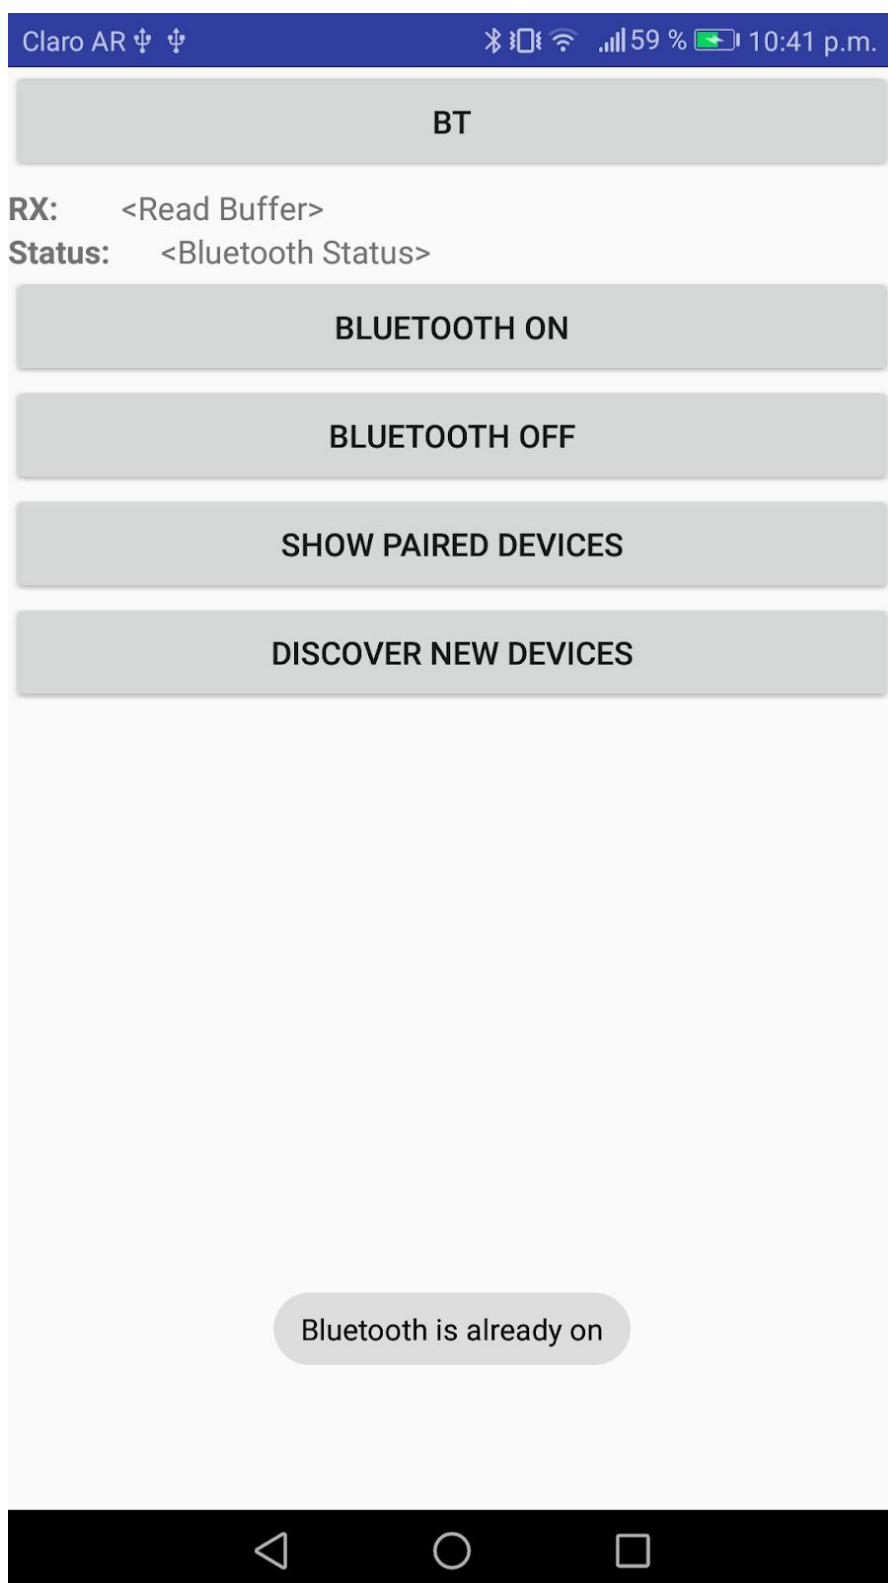 Claro AR 59 % 10:41 p.m.
BT
RX: <Read Buffer>
Status: <Bluetooth Status>
BLUETOOTH ON
BLUETOOTH OFF
SHOW PAIRED DEVICES
DISCOVER NEW DEVICES
Bluetooth is already on